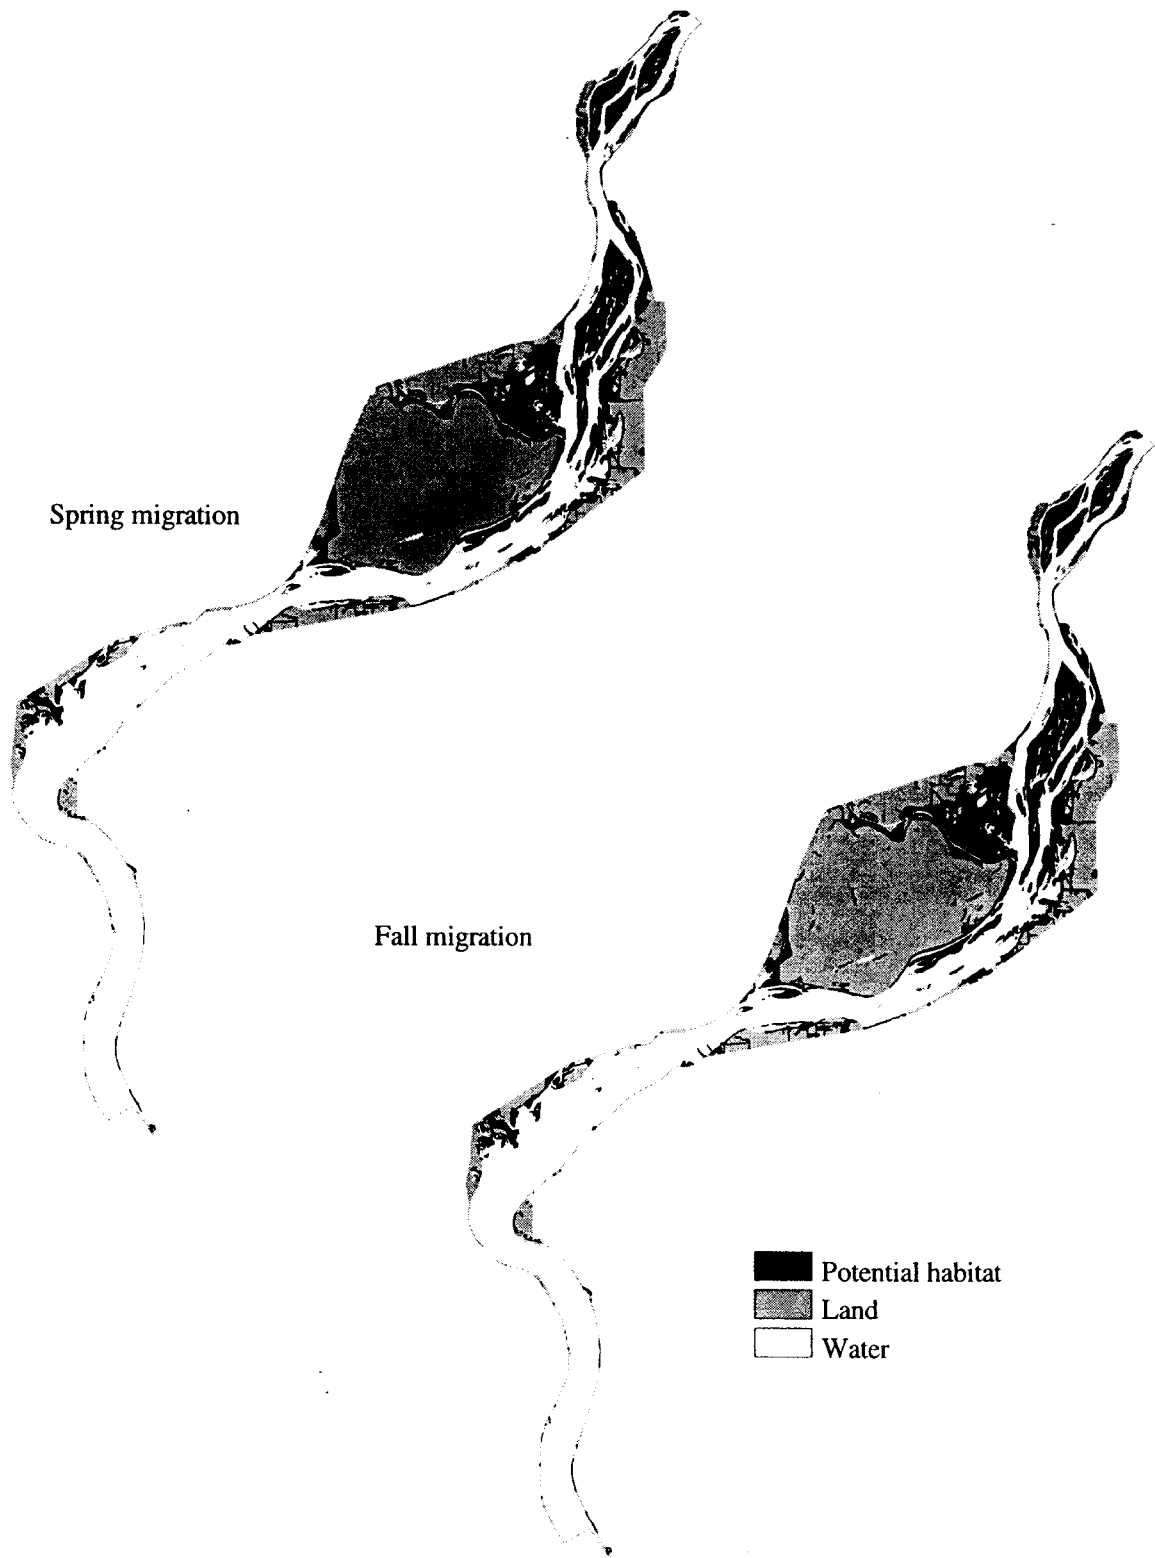 Spring migration
Fall migration
Potential habitat
Land
Water